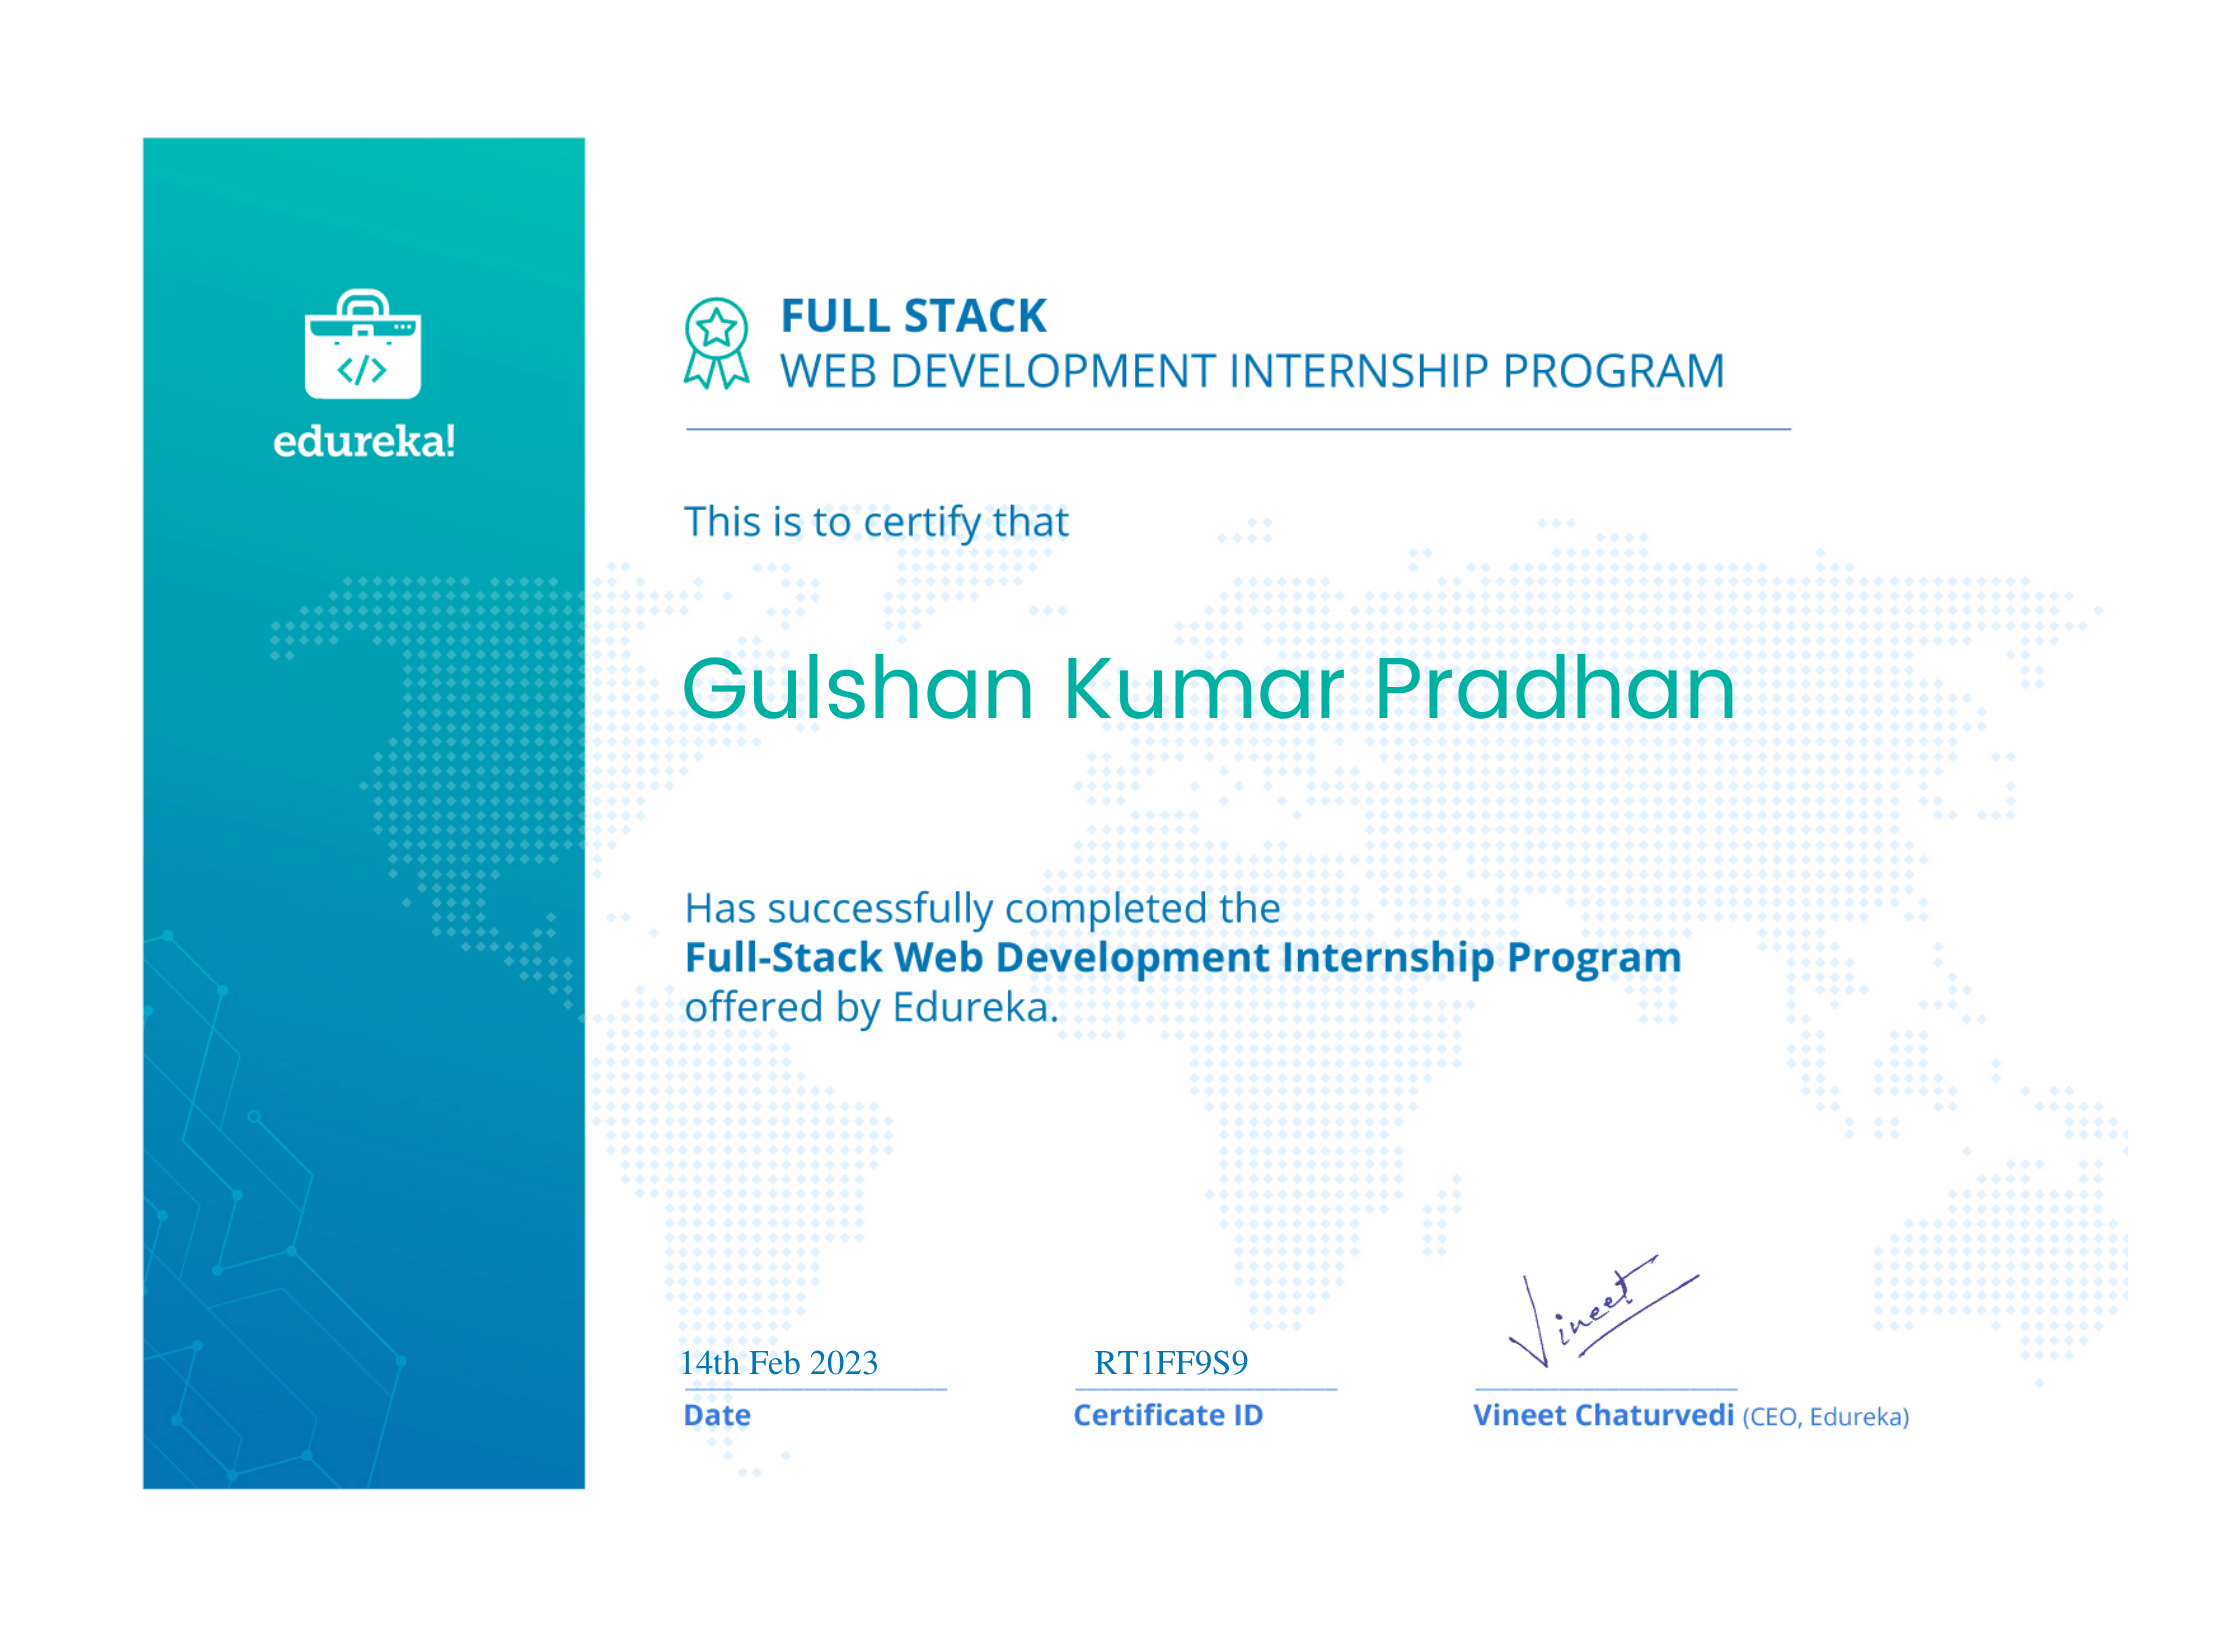 edureka!
FULL STACK
WEB DEVELOPMENT INTERNSHIP PROGRAM
This is to certify that
Gulshan Kumar Pradhan
Has successfully completed the
Full-Stack Web Development Internship Program
offered by Edureka.
14th Feb 2023
Date
RT1FF9S9
Certificate ID
Vineet
Vineet Chaturvedi (CEO, Edureka)